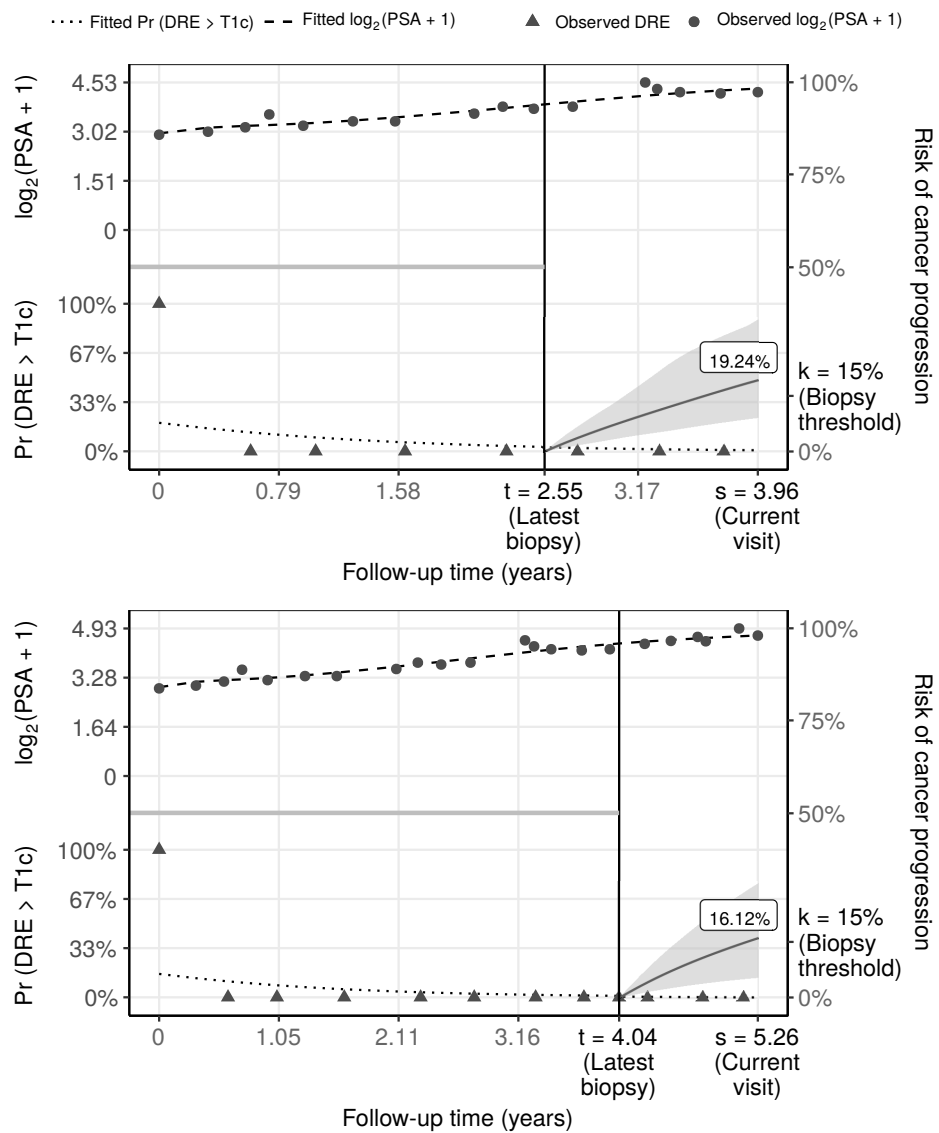 Fitted Pr (DRE > T1c) Fitted log₂(PSA + 1) Observed DRE Observed log₂(PSA + 1)
log₂(PSA + 1)
4.53
3.02
1.51
0
Pr (DRE > T1c)
100%
67%
33%
0%
100%
75%
50%
k = 15%
(Biopsy
threshold)
0%
Risk of cancer progression
19.24%
0 0.79 1.58 t = 2.55 3.17 s = 3.96
(Latest (Current
biopsy) visit)
Follow-up time (years)
log₂(PSA + 1)
4.93
3.28
1.64
0
Pr (DRE > T1c)
100%
67%
33%
0%
100%
75%
50%
k = 15%
(Biopsy
threshold)
0%
Risk of cancer progression
16.12%
0 1.05 2.11 3.16 t = 4.04 s = 5.26
(Latest (Current
biopsy) visit)
Follow-up time (years)